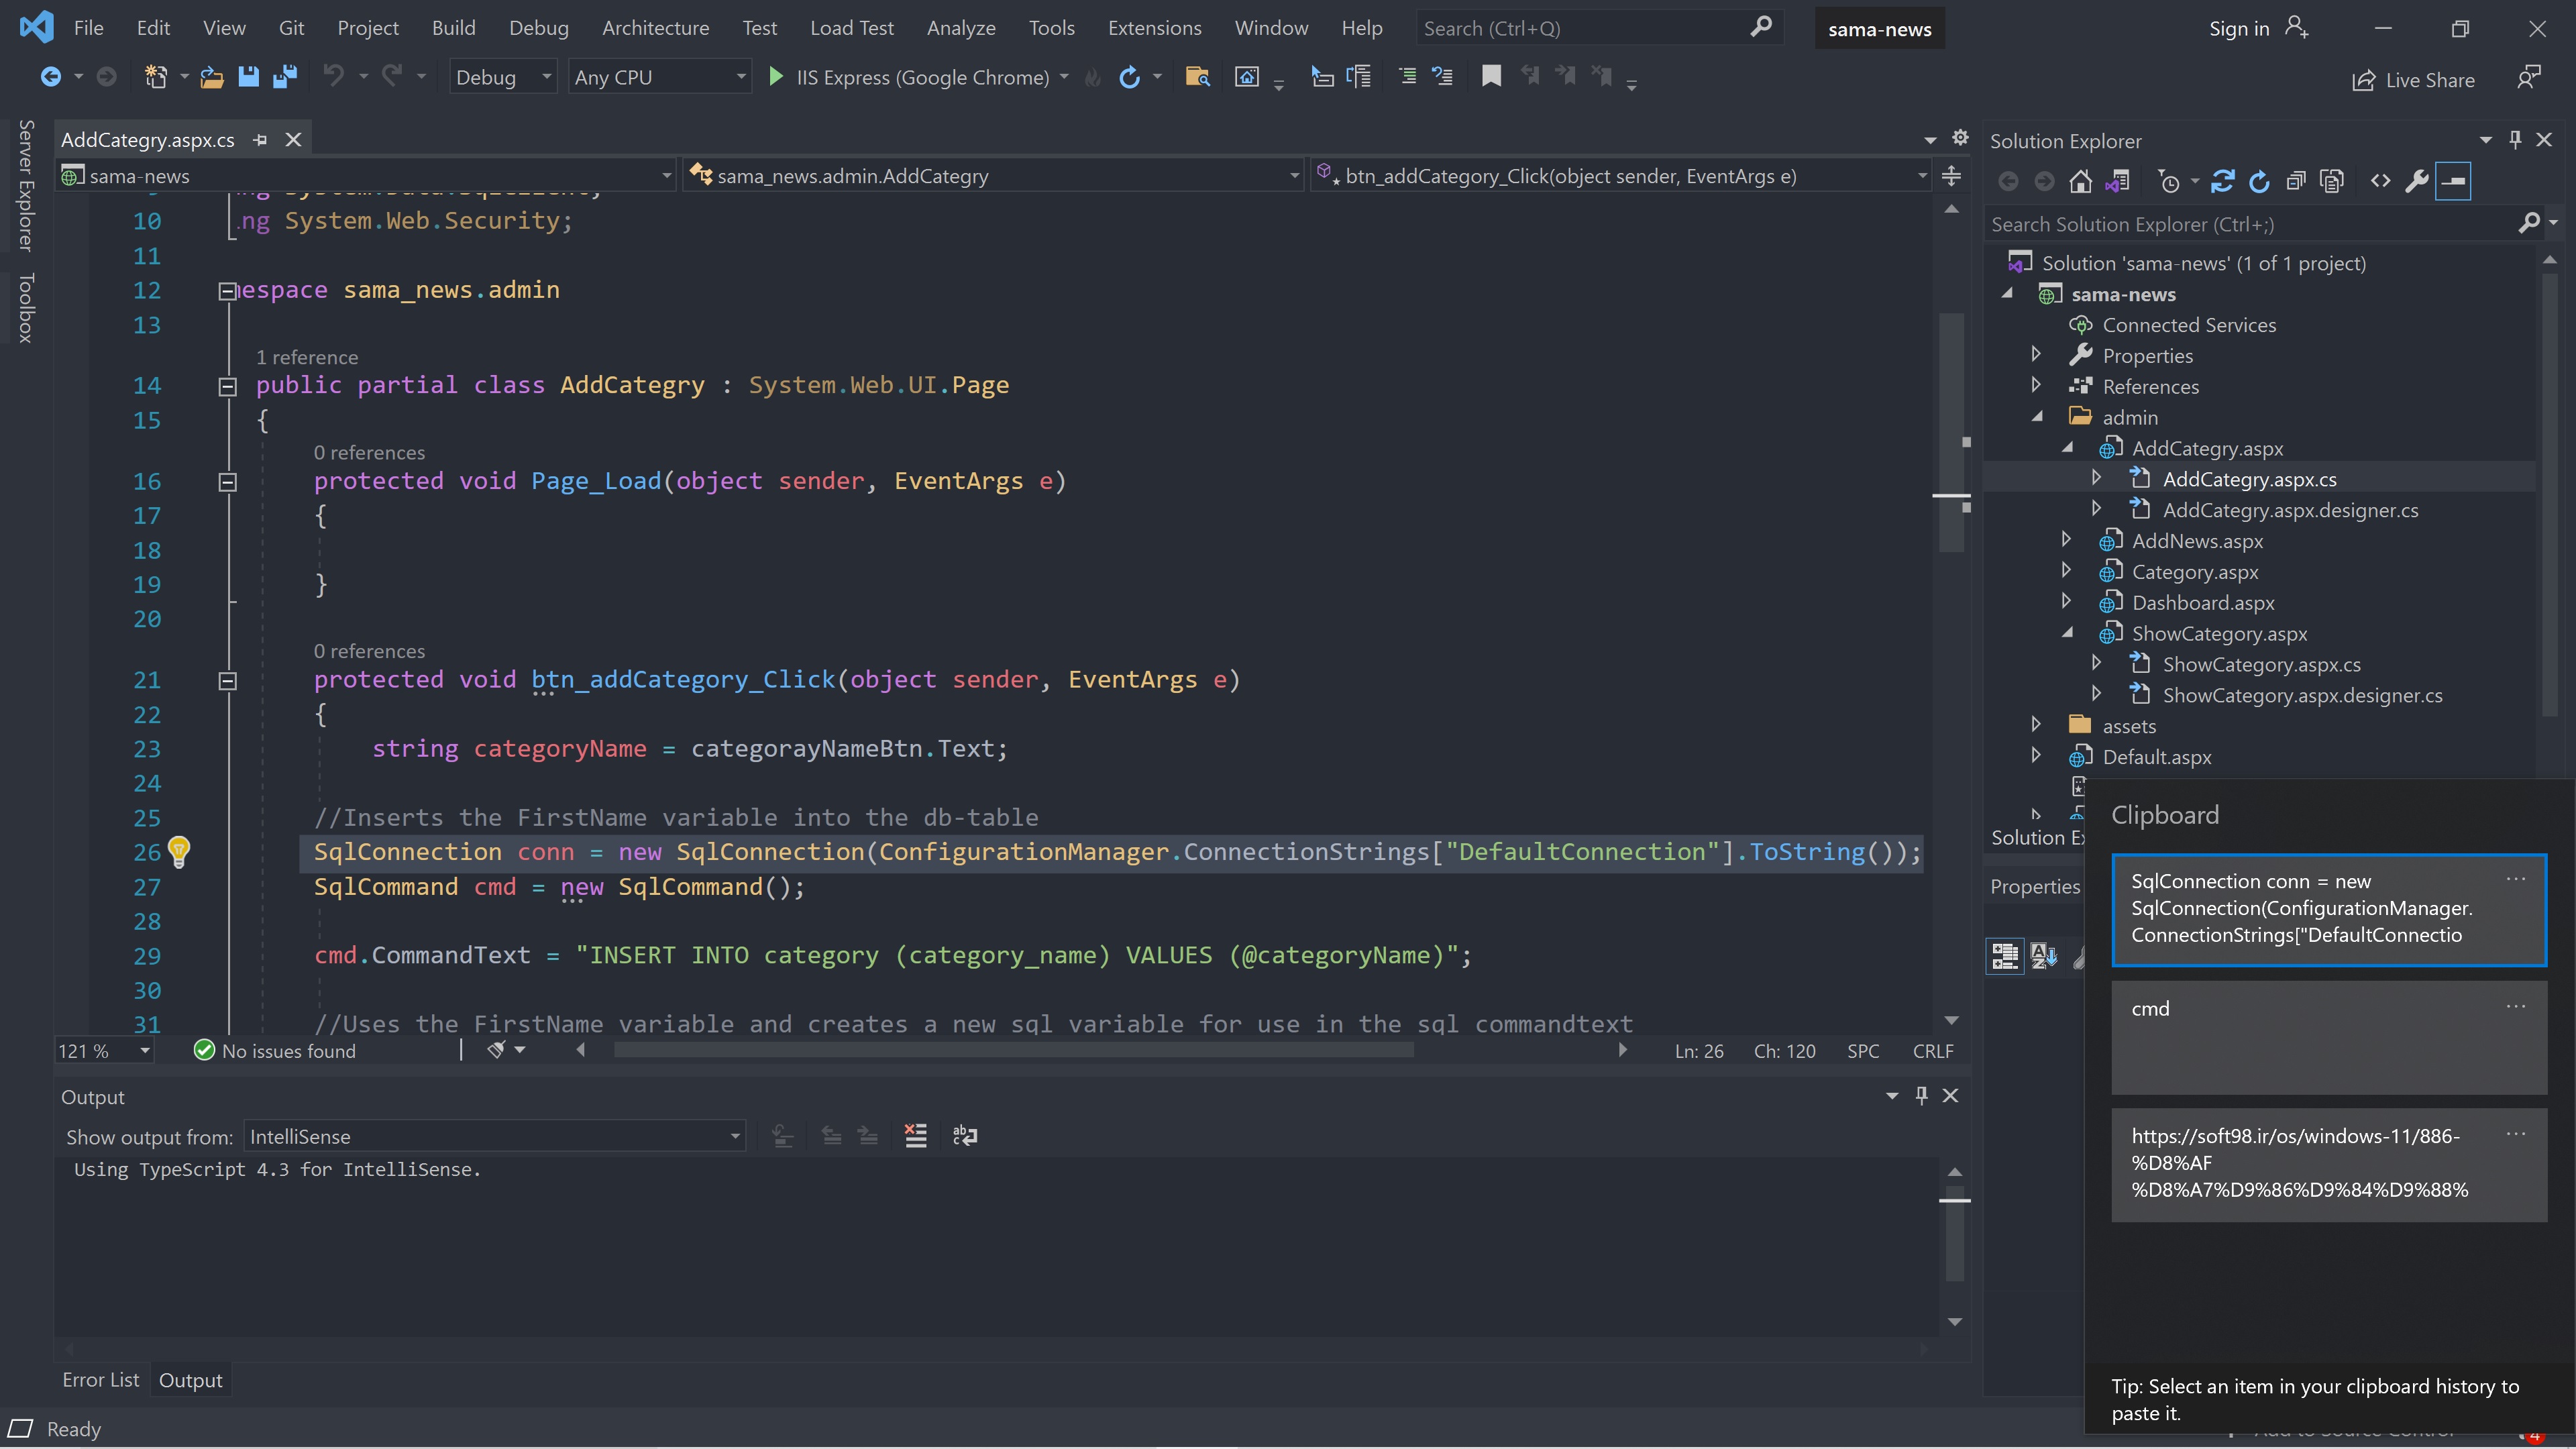 File Edit View Git Project Build Debug Architecture Test Load Test Analyze Tools Extensions Window Help Search (Ctrl+Q) sama-news Sign in
Debug Any CPU IIS Express (Google Chrome) Live Share
Server Explorer
Toolbox
AddCategry.aspx.cs
sama-news sama_news.admin.AddCategry btn_addCategory_Click(object sender, EventArgs e)
10 ng System.Web.Security;
11
12 espace sama_news.admin
13
1 reference
14 public partial class AddCategry : System.Web.UI.Page
15 {
0 references
16 protected void Page_Load(object sender, EventArgs e)
17 {
18
19 }
20
0 references
21 protected void btn_addCategory_Click(object sender, EventArgs e)
22 {
23 string categoryName = categorayNameBtn.Text;
24
25 //Inserts the FirstName variable into the db-table
26 SqlConnection conn = new SqlConnection(ConfigurationManager.ConnectionStrings["DefaultConnection"].ToString());
27 SqlCommand cmd = new SqlCommand();
28
29 cmd.CommandText = "INSERT INTO category (category_name) VALUES (@categoryName)";
30
31 //Uses the FirstName variable and creates a new sql variable for use in the sql commandtext
121 % No issues found Ln: 26 Ch: 120 SPC CRLF
Output
Show output from: IntelliSense
Using TypeScript 4.3 for IntelliSense.
Error List Output
Ready
Solution Explorer
Search Solution Explorer (Ctrl+;)
Solution 'sama-news' (1 of 1 project)
sama-news
Connected Services
Properties
References
admin
AddCategry.aspx
AddCategry.aspx.cs
AddCategry.aspx.designer.cs
AddNews.aspx
Category.aspx
Dashboard.aspx
ShowCategory.aspx
ShowCategory.aspx.cs
ShowCategory.aspx.designer.cs
assets
Default.aspx
Solution E
Properties
Clipboard
SqlConnection conn = new
SqlConnection(ConfigurationManager.
ConnectionStrings["DefaultConnectio
cmd
https://soft98.ir/os/windows-11/886-
%D8%AF
%D8%A7%D9%86%D9%84%D9%88%
Tip: Select an item in your clipboard history to
paste it.
4